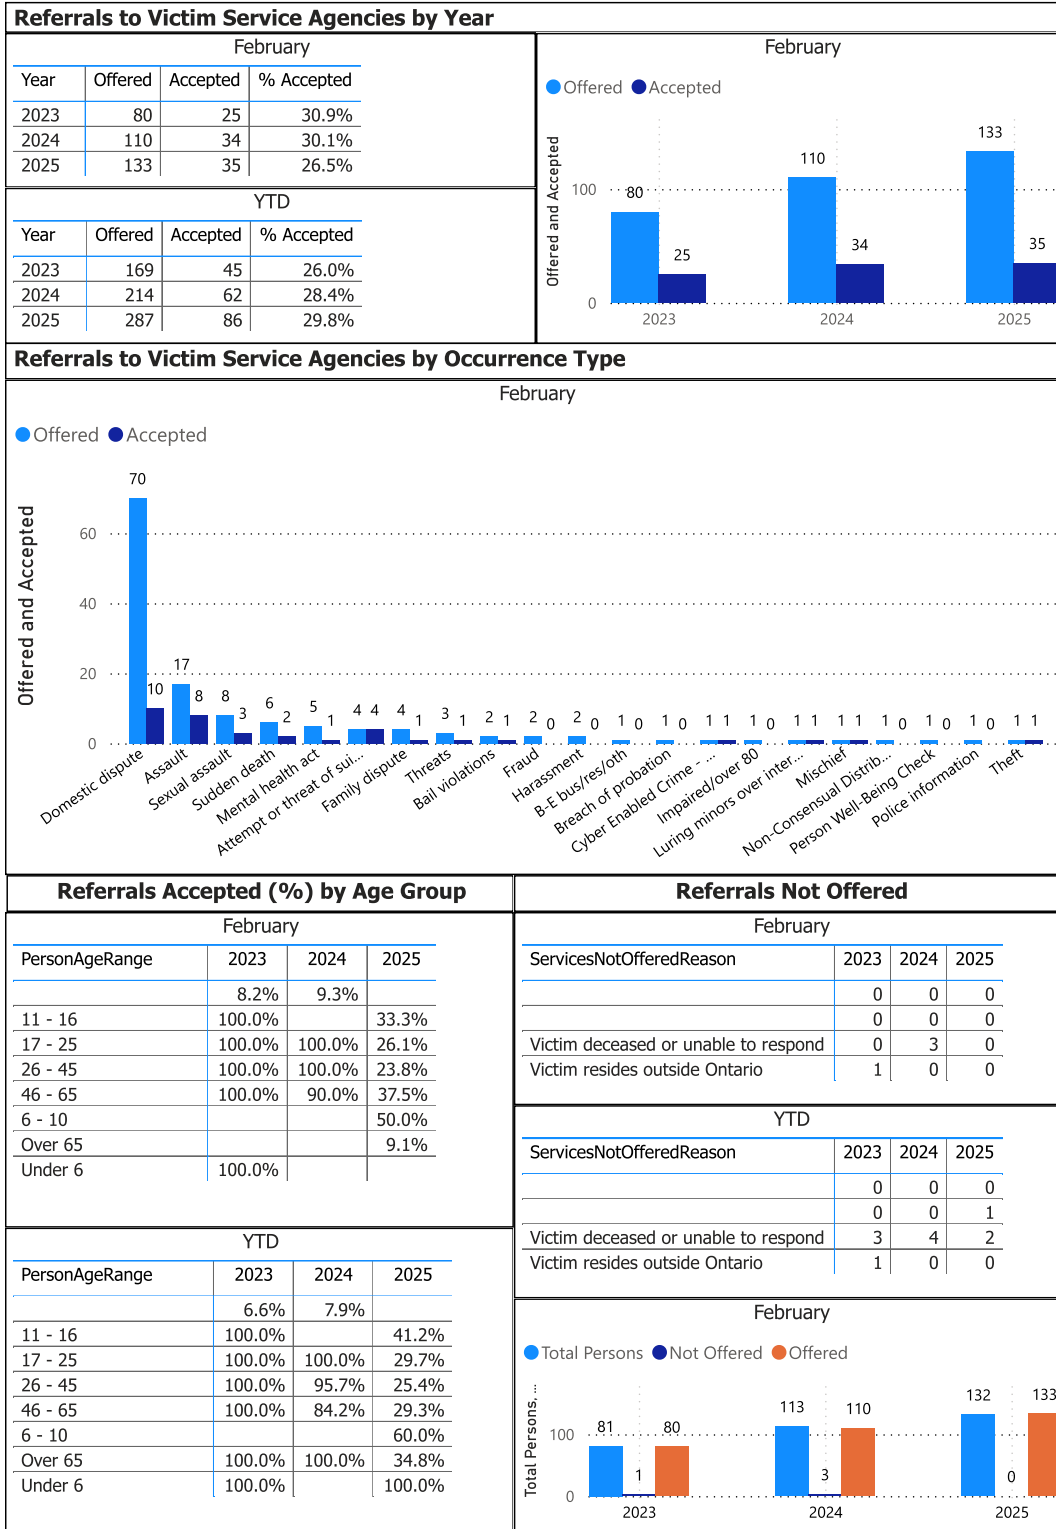 Referrals to Victim Service Agencies by Year
February
Year Offered Accepted % Accepted
2023 80 25 30.9%
2024 110 34 30.1%
2025 133 35 26.5%
YTD
Year Offered Accepted % Accepted
2023 169 45 26.0%
2024 214 62 28.4%
2025 287 86 29.8%
February
Offered Accepted
Offered and Accepted
100
0
80
25
110
34
133
35
2023 2024 2025
Referrals to Victim Service Agencies by Occurrence Type
February
Offered Accepted
Offered and Accepted
60
40
20
0
70 10 17 8 8 3 6 2 5 1 4 4 4 1 3 1 2 1 2 0 2 0 1 0 1 0 1 1 1 0 1 1 1 1 1 0 1 0 1 0 1 1
Domestic dispute
Assault
Sexual assault
Sudden death
Mental health act
Attempt or threat of sui...
Family dispute
Threats
Bail violations
Fraud
Harassment
B-E bus/res/oth
Breach of probation
Cyber Enabled Crime - ...
Impaired/over 80
Luring minors over inter...
Mischief
Non-Consensual Distrib...
Person Well-Being Check
Police information
Theft
Referrals Accepted (%) by Age Group
February
PersonAgeRange 2023 2024 2025
8.2% 9.3%
11 - 16 100.0% 33.3%
17 - 25 100.0% 100.0% 26.1%
26 - 45 100.0% 100.0% 23.8%
46 - 65 100.0% 90.0% 37.5%
6 - 10 50.0%
Over 65 9.1%
Under 6 100.0%
YTD
PersonAgeRange 2023 2024 2025
6.6% 7.9%
11 - 16 100.0% 41.2%
17 - 25 100.0% 100.0% 29.7%
26 - 45 100.0% 95.7% 25.4%
46 - 65 100.0% 84.2% 29.3%
6 - 10 60.0%
Over 65 100.0% 100.0% 34.8%
Under 6 100.0% 100.0%
Referrals Not Offered
February
ServicesNotOfferedReason 2023 2024 2025
0 0 0
0 0 0
Victim deceased or unable to respond 0 3 0
Victim resides outside Ontario 1 0 0
YTD
ServicesNotOfferedReason 2023 2024 2025
0 0 0
0 0 1
Victim deceased or unable to respond 3 4 2
Victim resides outside Ontario 1 0 0
February
Total Persons Not Offered Offered
Total Persons, ...
100
0
81 1 80
113 3 110
132 0 133
2023 2024 2025